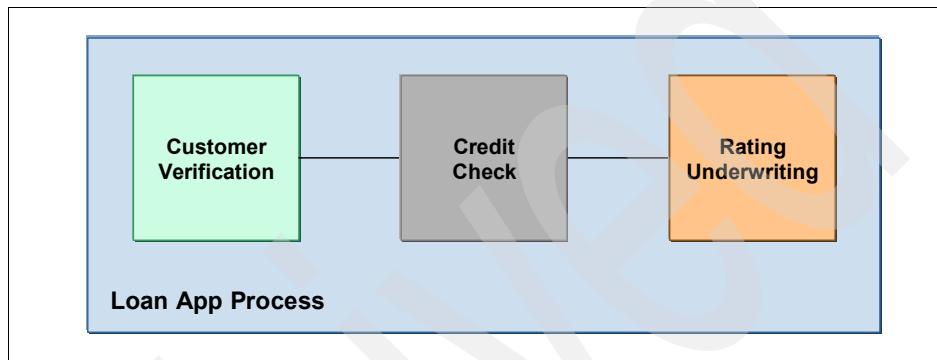 Customer
Verification
Credit
Check
Rating
Underwriting
Loan App Process